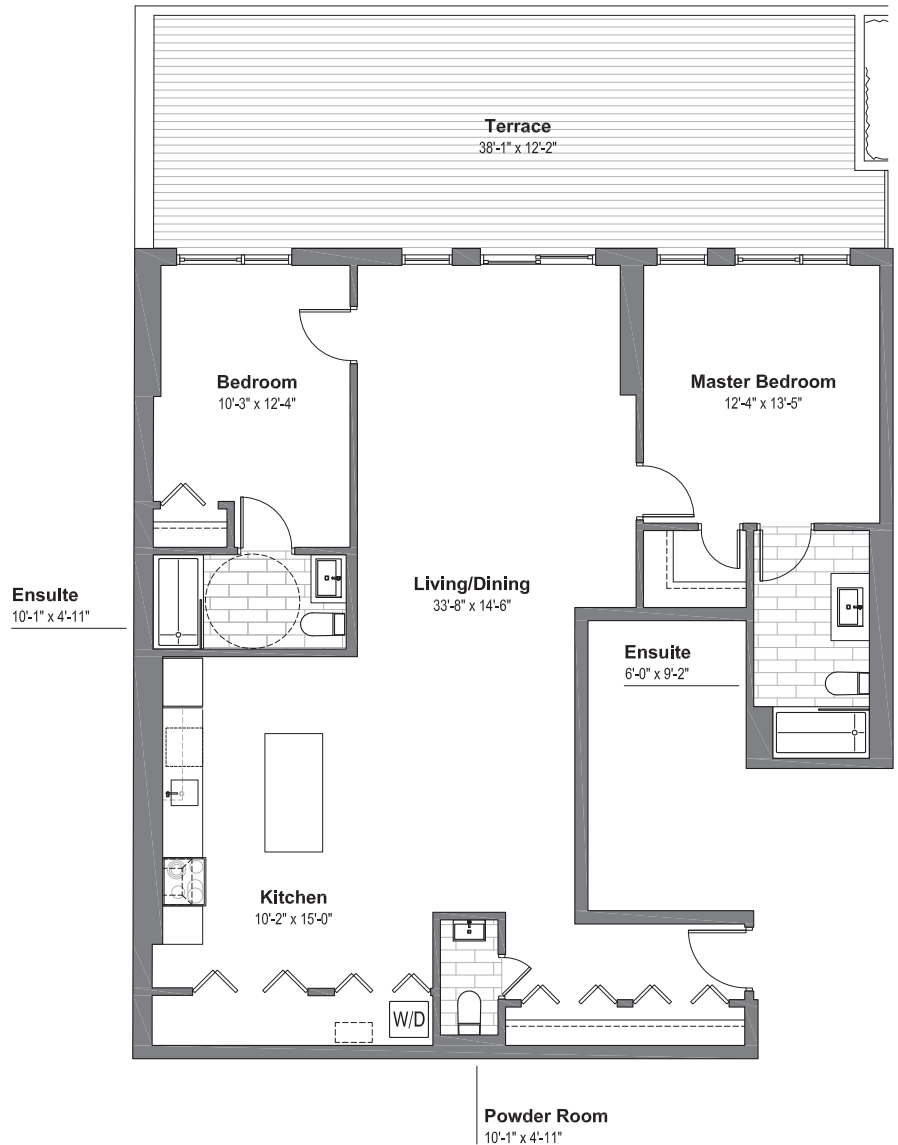 Terrace
38'-1" x 12'-2"
Bedroom
10'-3" x 12'-4"
Master Bedroom
12'-4" x 13'-5"
Living/Dining
33'-8" x 14'-6"
Ensuite
10'-1" x 4'-11"
Ensuite
6'-0" x 9'-2"
Kitchen
10'-2" x 15'-0"
W/D
Powder Room
10'-1" x 4'-11"